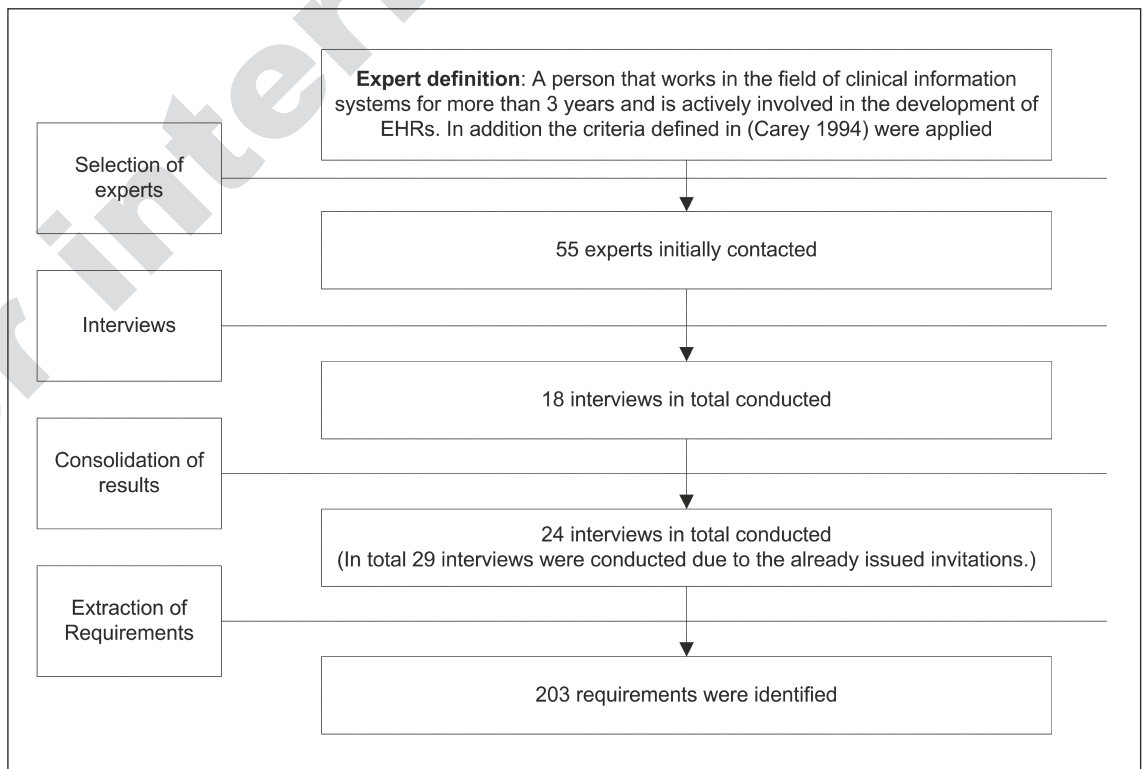 Expert definition: A person that works in the field of clinical information
systems for more than 3 years and is actively involved in the development of
EHRs. In addition the criteria defined in (Carey 1994) were applied
Selection of
experts
55 experts initially contacted
Interviews
18 interviews in total conducted
Consolidation of
results
24 interviews in total conducted
(In total 29 interviews were conducted due to the already issued invitations.)
Extraction of
Requirements
203 requirements were identified